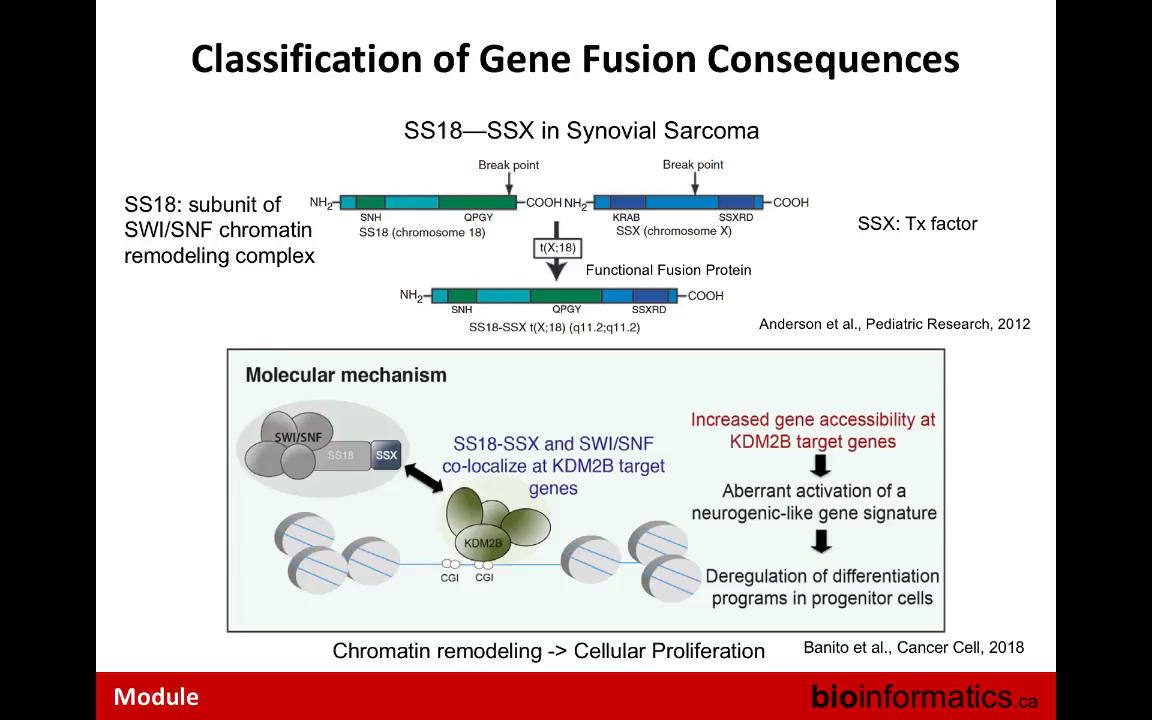 Classification of Gene Fusion Consequences
SS18—SSX in Synovial Sarcoma
Break point
Break point
SS18: subunit of
SWI/SNF chromatin
remodeling complex
NH2
COOH
NH2
COOH
SNH
QPGY
KRAB
SSXRD
SS18 (chromosome 18)
SSX (chromosome X)
SSX: Tx factor
t(X;18)
Functional Fusion Protein
NH2
COOH
SNH
QPGY
SSXRD
SS18-SSX t(X;18) (q11.2;q11.2)
Anderson et al., Pediatric Research, 2012
Molecular mechanism
SWI/SNF
SS18
SSX
SS18-SSX and SWI/SNF
co-localize at KDM2B target
genes
KDM2B
CGI
CGI
Increased gene accessibility at
KDM2B target genes
Aberrant activation of a
neurogenic-like gene signature
Deregulation of differentiation
programs in progenitor cells
Chromatin remodeling -> Cellular Proliferation
Banito et al., Cancer Cell, 2018
Module
bioinformatics.ca